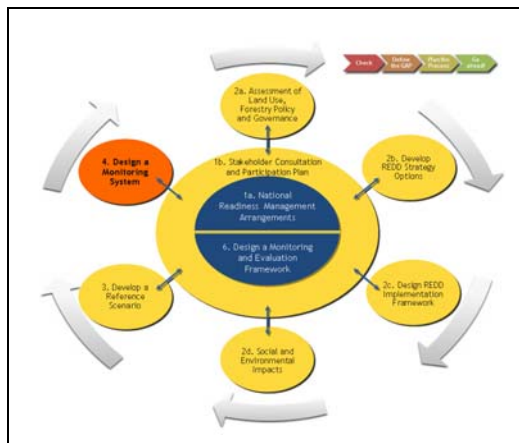 Check
Define
the GAP
Plan the
Process
Go
ahead!
2a. Assessment of
Land Use,
Forestry Policy
and Governance
4. Design a
Monitoring
System
1b. Stakeholder Consultation
and Participation Plan
2b. Develop
REDD Strategy
Options
1a. National
Readiness Management
Arrangements
6. Design a Monitoring
and Evaluation
Framework
3. Develop a
Reference
Scenario
2c. Design REDD
Implementation
Framework
2d. Social and
Environmental
Impacts